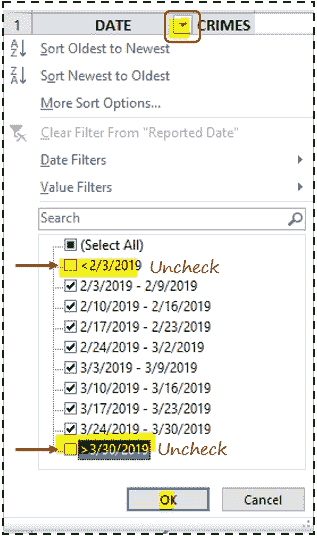 1 DATE CRIMES
A Z Sort Oldest to Newest
Z A Sort Newest to Oldest
More Sort Options...
Clear Filter From "Reported Date"
Date Filters
Value Filters
Search
(Select All)
<2/3/2019 Uncheck
2/3/2019 - 2/9/2019
2/10/2019 - 2/16/2019
2/17/2019 - 2/23/2019
2/24/2019 - 3/2/2019
3/3/2019 - 3/9/2019
3/10/2019 - 3/16/2019
3/17/2019 - 3/23/2019
3/24/2019 - 3/30/2019
>3/30/2019 Uncheck
OK Cancel